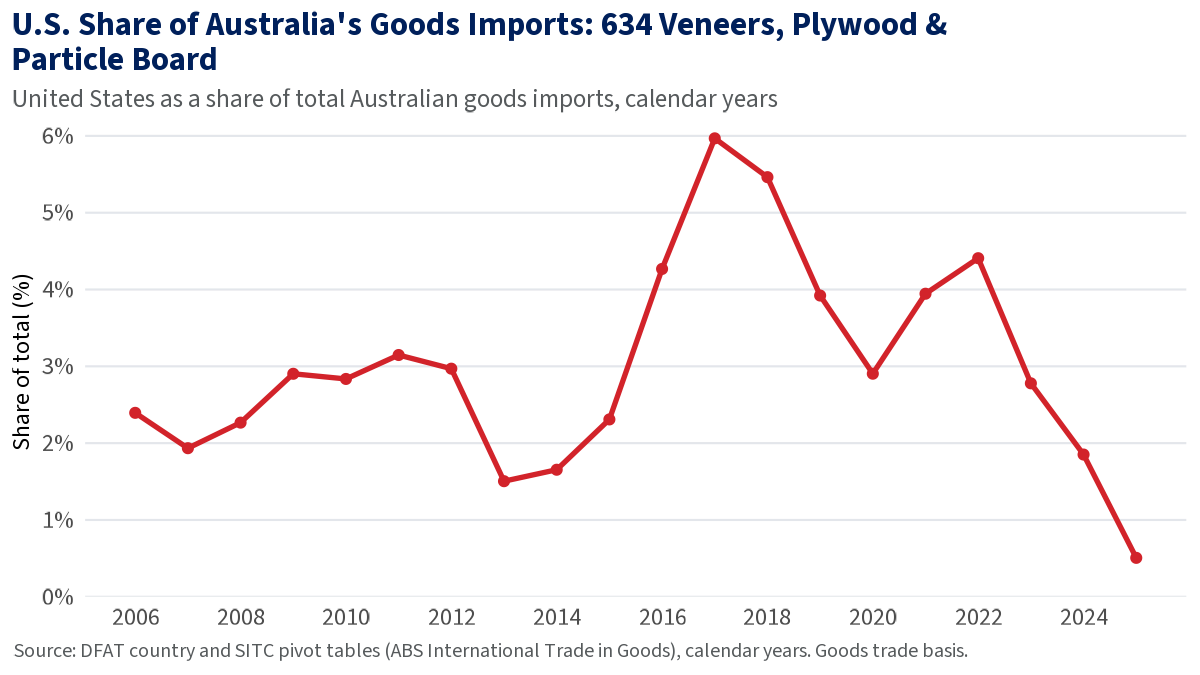 U.S. Share of Australia's Goods Imports: 634 Veneers, Plywood &
Particle Board
United States as a share of total Australian goods imports, calendar years
Share of total (%)
6%
5%
4%
3%
2%
1%
0%
2006 2008 2010 2012 2014 2016 2018 2020 2022 2024
Source: DFAT country and SITC pivot tables (ABS International Trade in Goods), calendar years. Goods trade basis.